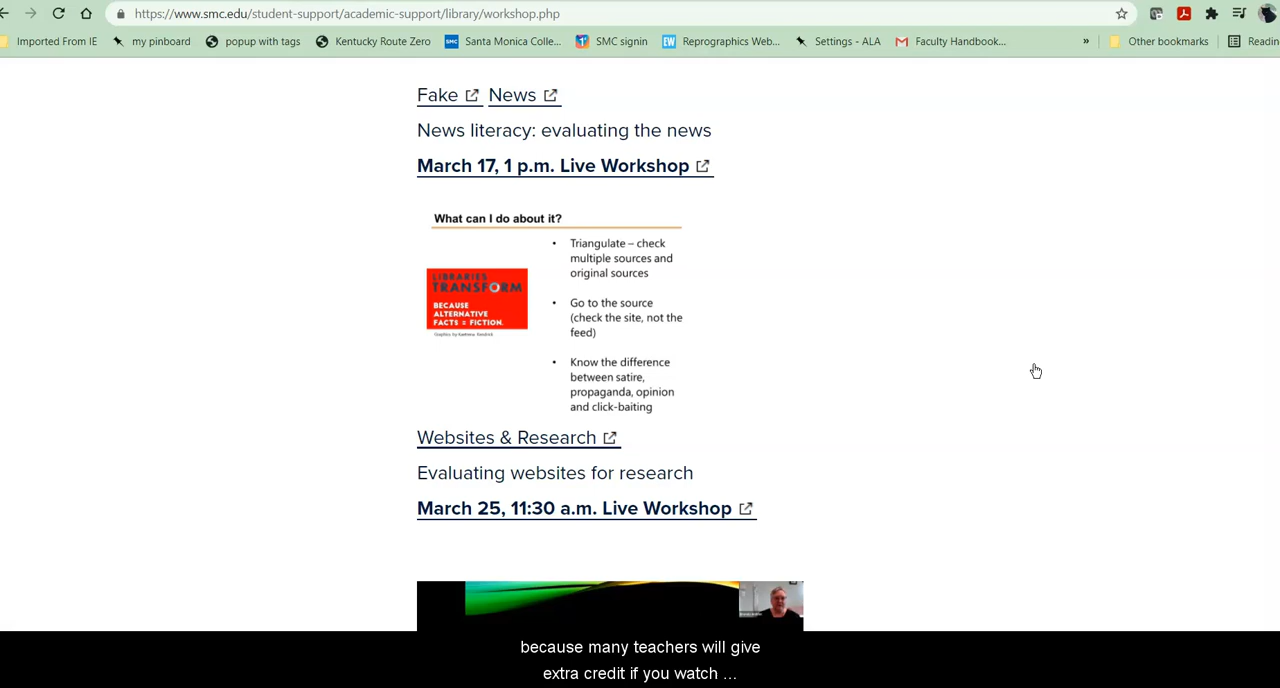 https://www.smc.edu/student-support/academic-support/library/workshop.php
Imported From IE my pinboard popup with tags Kentucky Route Zero SMC Santa Monica Colle... SMC signin EW Reprographics Web... Settings - ALA Faculty Handbook... » Other bookmarks Readin
Fake News
News literacy: evaluating the news
March 17, 1 p.m. Live Workshop
What can I do about it?
• Triangulate – check
multiple sources and
original sources
• Go to the source
(check the site, not the
feed)
• Know the difference
between satire,
propaganda, opinion
and click-baiting
LIBRARIES
TRANSFORM
BECAUSE
ALTERNATIVE
FACTS = FICTION.
Websites & Research
Evaluating websites for research
March 25, 11:30 a.m. Live Workshop
because many teachers will give
extra credit if you watch ...